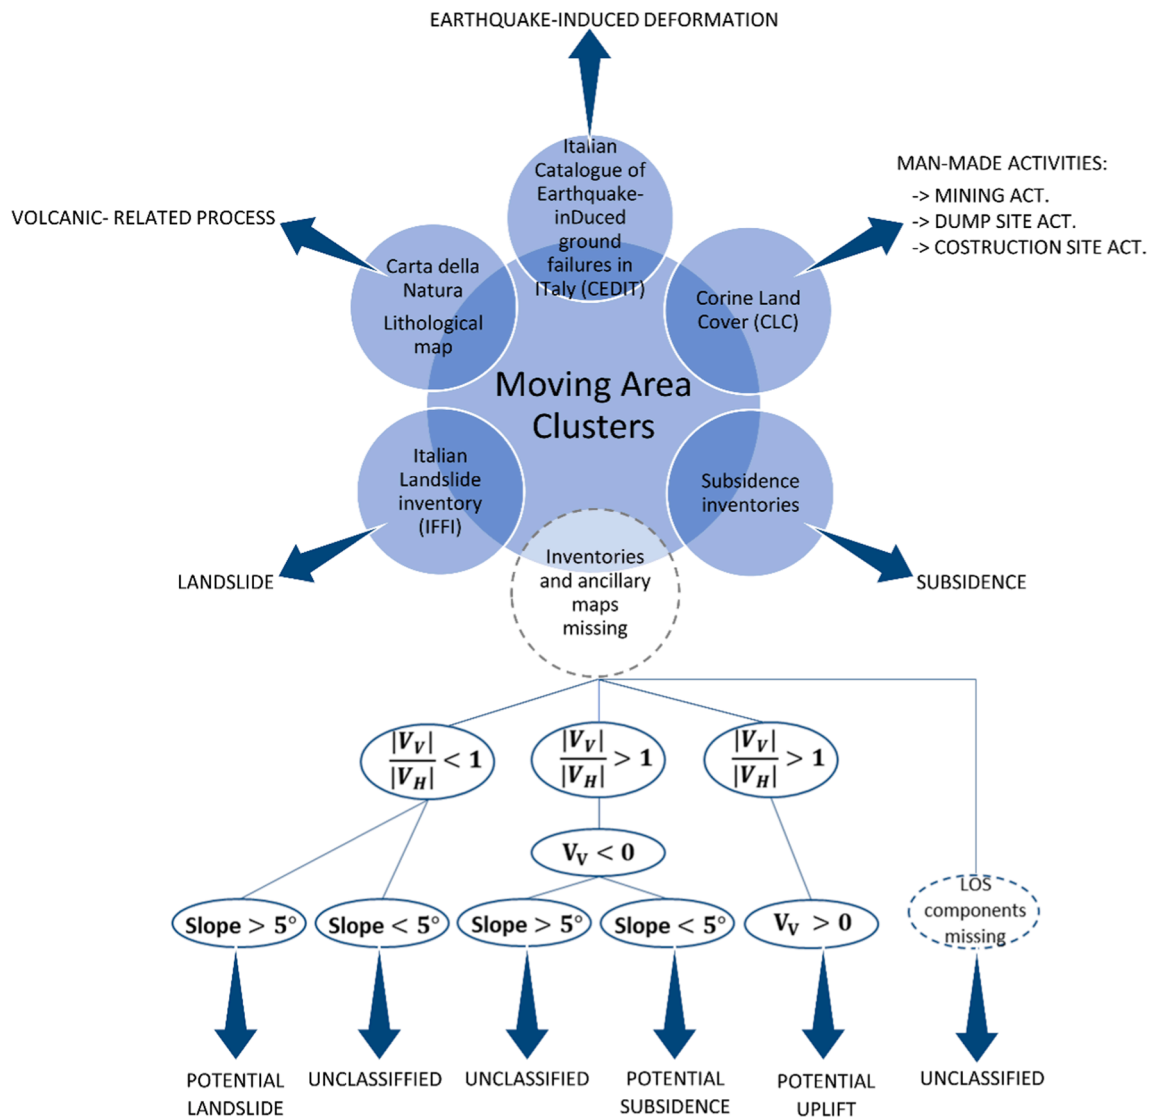 EARTHQUAKE-INDUCED DEFORMATION
Italian
Catalogue of
Earthquake-
inDuced
ground
failures in
ITaly (CEDIT)
MAN-MADE ACTIVITIES:
-> MINING ACT.
-> DUMP SITE ACT.
-> COSTRUCTION SITE ACT.
VOLCANIC- RELATED PROCESS
Carta della
Natura
Lithological
map
Corine Land
Cover (CLC)
Moving Area
Clusters
Italian
Landslide
inventory
(IFFI)
Subsidence
inventories
Inventories
and ancillary
maps
missing
LANDSLIDE
SUBSIDENCE
|V_V| / |V_H| < 1
|V_V| / |V_H| > 1
|V_V| / |V_H| > 1
V_V < 0
Slope > 5°
Slope < 5°
Slope > 5°
Slope < 5°
V_V > 0
LOS
components
missing
POTENTIAL
LANDSLIDE
UNCLASSIFFIED
UNCLASSIFIED
POTENTIAL
SUBSIDENCE
POTENTIAL
UPLIFT
UNCLASSIFIED